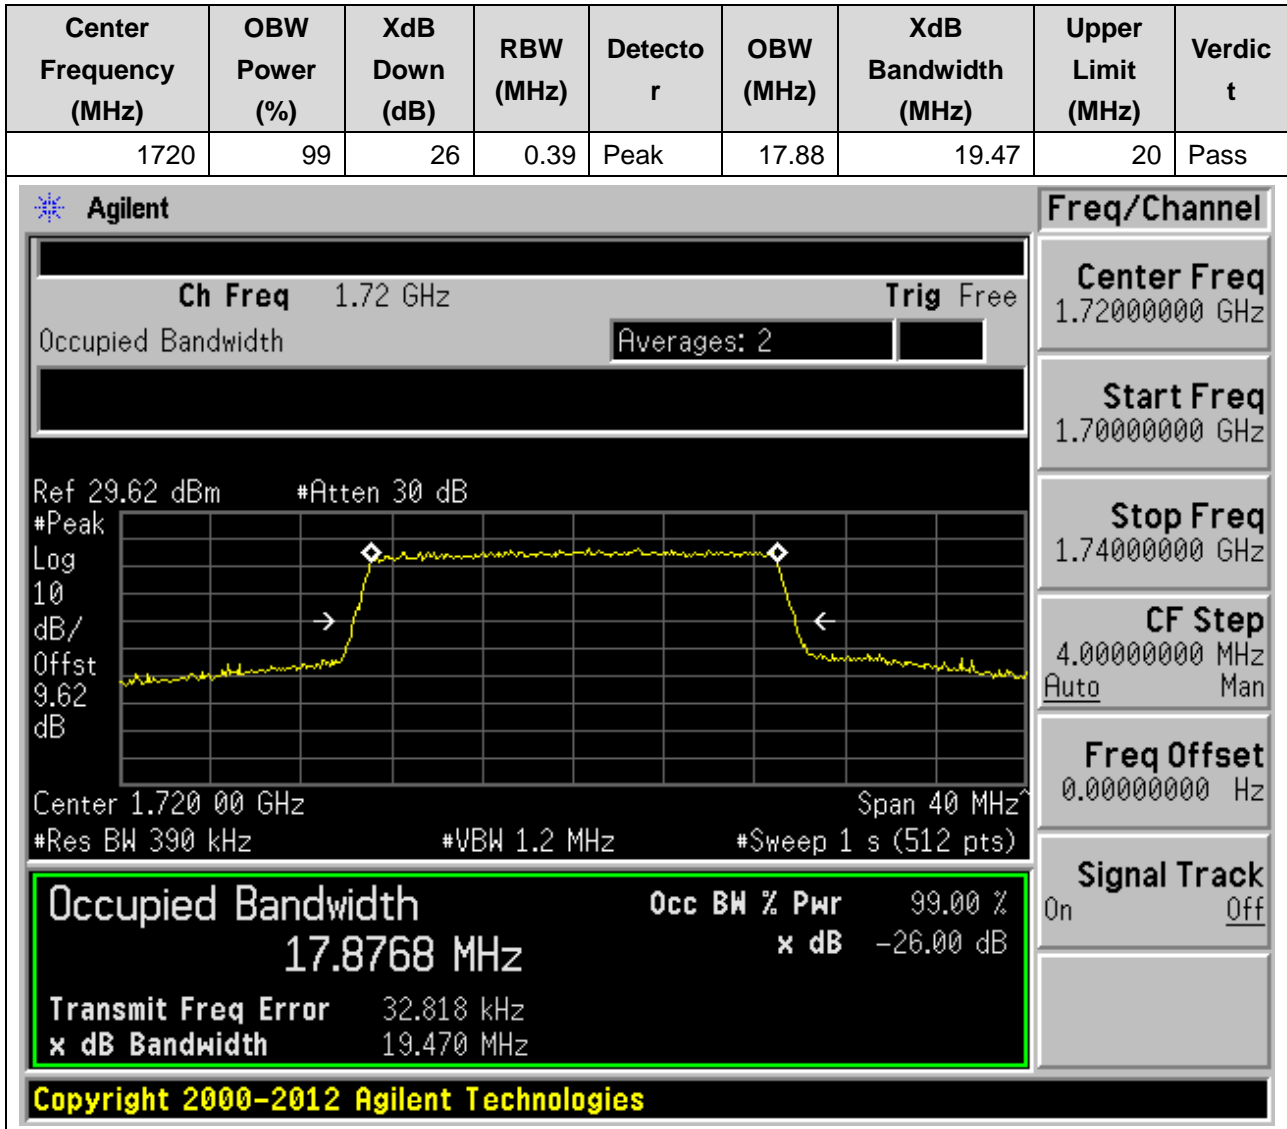 Center Frequency (MHz) OBW Power (%) XdB Down (dB) RBW (MHz) Detecto r OBW (MHz) XdB Bandwidth (MHz) Upper Limit (MHz) Verdic t
1720 99 26 0.39 Peak 17.88 19.47 20 Pass
Agilent
Freq/Channel
Ch Freq 1.72 GHz Trig Free
Occupied Bandwidth Averages: 2
Center Freq
1.72000000 GHz
Start Freq
1.70000000 GHz
Stop Freq
1.74000000 GHz
CF Step
4.00000000 MHz
Auto Man
Freq Offset
0.00000000 Hz
Signal Track
On Off
Ref 29.62 dBm #Atten 30 dB
#Peak
Log
10
dB/
Offst
9.62
dB
Center 1.720 00 GHz Span 40 MHz^
#Res BW 390 kHz #VBW 1.2 MHz #Sweep 1 s (512 pts)
Occupied Bandwidth Occ BW % Pwr 99.00 %
17.8768 MHz x dB -26.00 dB
Transmit Freq Error 32.818 kHz
x dB Bandwidth 19.470 MHz
Copyright 2000-2012 Agilent Technologies